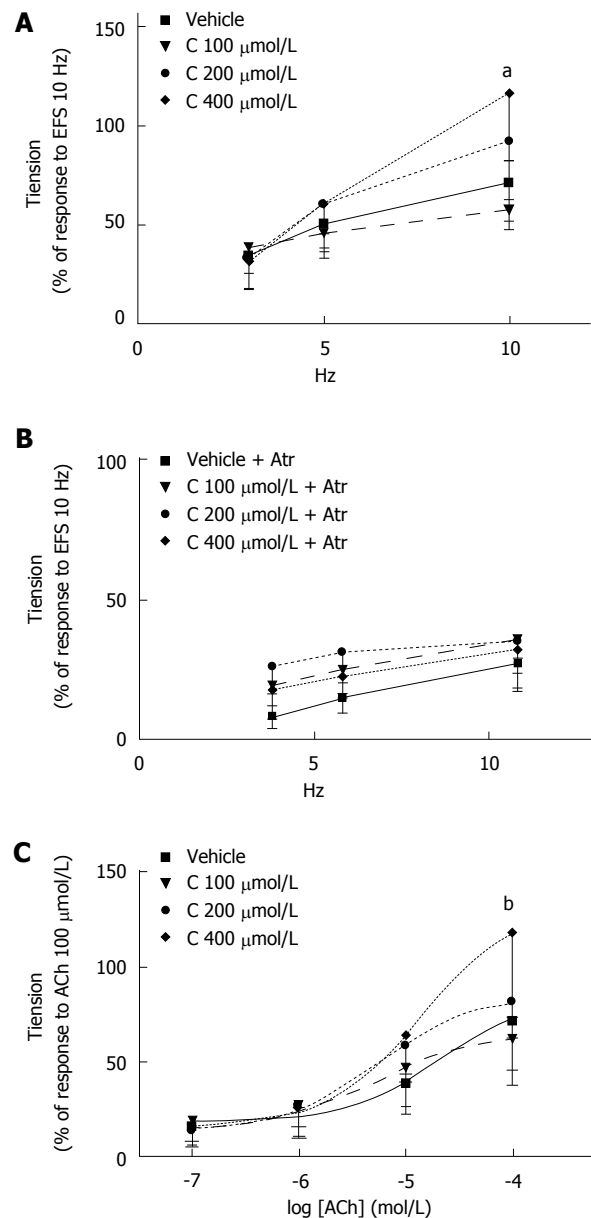 A
Tiension
(% of response to EFS 10 Hz)
150
100
50
0
Vehicle
C 100 μmol/L
C 200 μmol/L
C 400 μmol/L
a
0
5
10
Hz
B
Tiension
(% of response to EFS 10 Hz)
100
50
0
Vehicle + Atr
C 100 μmol/L + Atr
C 200 μmol/L + Atr
C 400 μmol/L + Atr
0
5
10
Hz
C
Tiension
(% of response to ACh 100 μmol/L)
150
100
50
0
Vehicle
C 100 μmol/L
C 200 μmol/L
C 400 μmol/L
b
-7
-6
-5
-4
log [ACh] (mol/L)